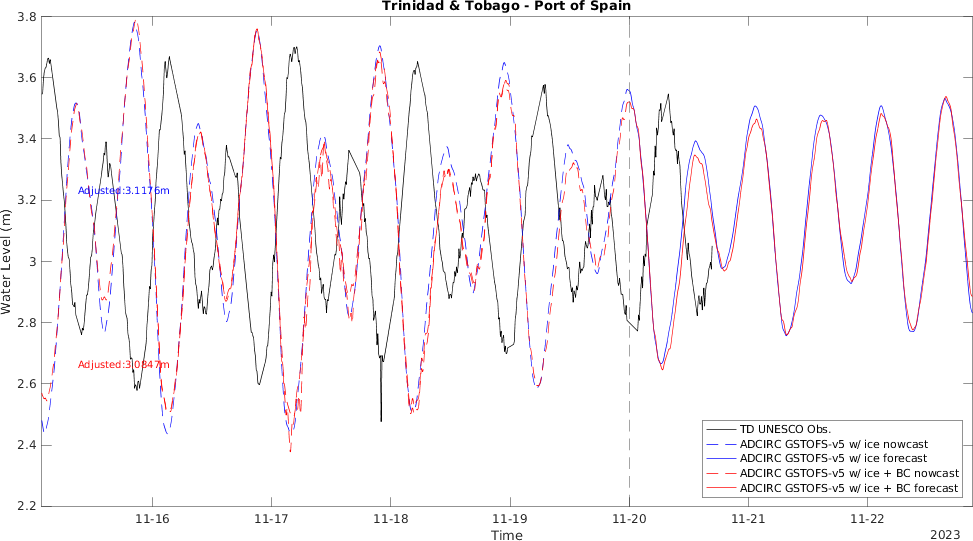 Trinidad & Tobago - Port of Spain
3.8
3.6
3.4
3.2
3
2.8
2.6
2.4
2.2
Water Level (m)
Adjusted:3.1176m
Adjusted:3.0847m
TD UNESCO Obs.
ADCIRC GSTOFS-v5 w/ ice nowcast
ADCIRC GSTOFS-v5 w/ ice forecast
ADCIRC GSTOFS-v5 w/ ice + BC nowcast
ADCIRC GSTOFS-v5 w/ ice + BC forecast
11-16 11-17 11-18 11-19 11-20 11-21 11-22
Time
2023